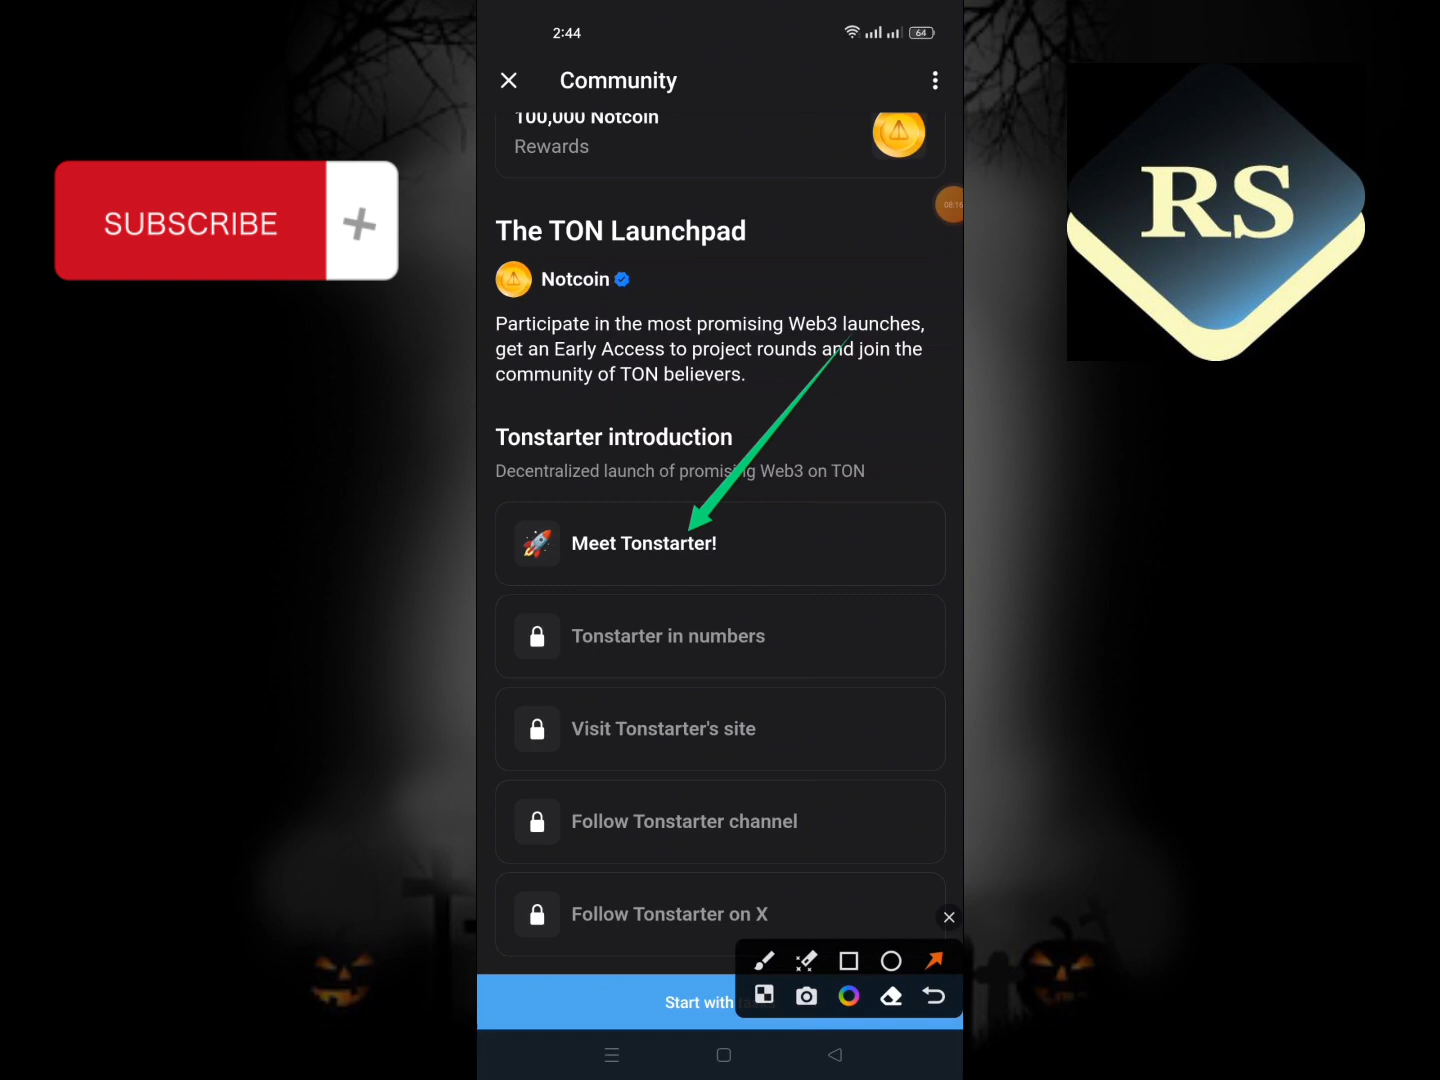 2:44
64
Community
100,000 Notcoin
Rewards
08:16
SUBSCRIBE
RS
The TON Launchpad
Notcoin
Participate in the most promising Web3 launches,
get an Early Access to project rounds and join the
community of TON believers.
Tonstarter introduction
Decentralized launch of promising Web3 on TON
Meet Tonstarter!
Tonstarter in numbers
Visit Tonstarter's site
Follow Tonstarter channel
Follow Tonstarter on X
Start with